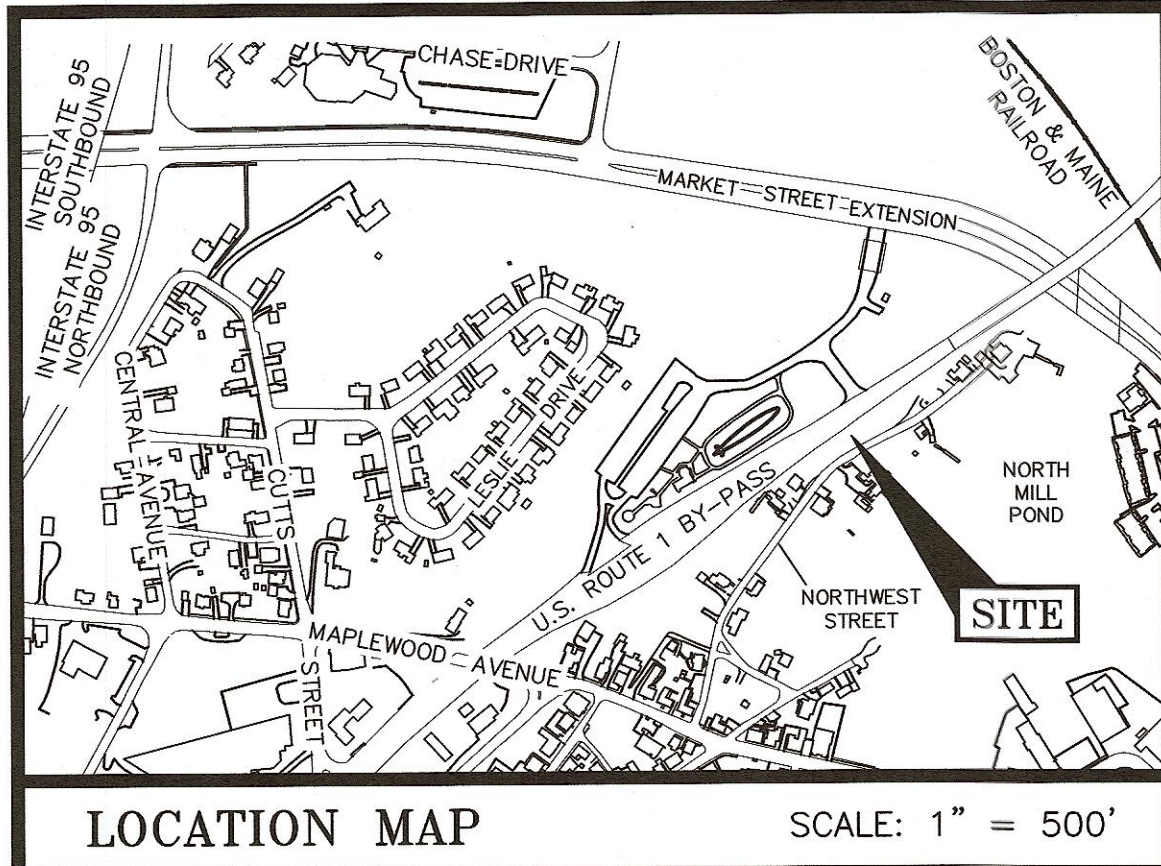 CHASE DRIVE
BOSTON & MAINE
RAILROAD
INTERSTATE 95
SOUTHBOUND
INTERSTATE 95
NORTHBOUND
MARKET STREET EXTENSION
CENTRAL AVENUE
CUTTS STREET
LESLIE DRIVE
U.S. ROUTE 1 BY-PASS
NORTH
MILL
POND
NORTHWEST
STREET
SITE
MAPLEWOOD AVENUE
LOCATION MAP
SCALE: 1" = 500'